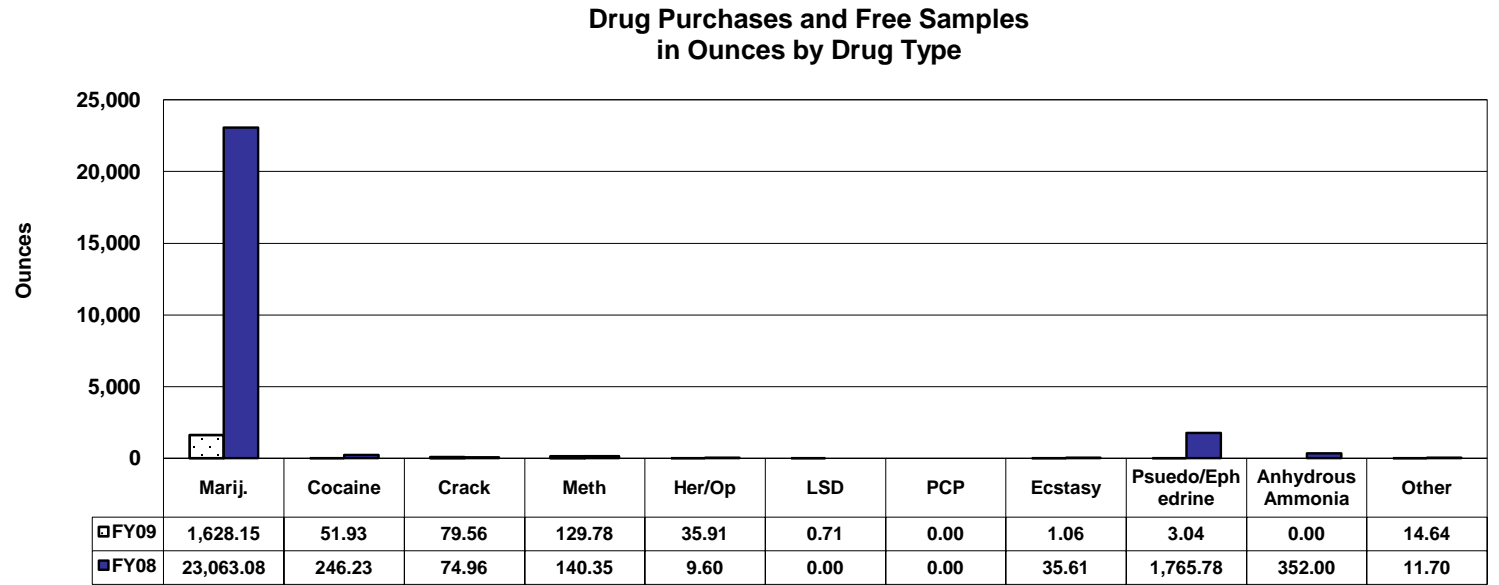 Drug Purchases and Free Samples
in Ounces by Drug Type
25,000
20,000
15,000
10,000
5,000
0
Ounces
Marij. Cocaine Crack Meth Her/Op LSD PCP Ecstasy Psuedo/Eph Anhydrous Other
edrine Ammonia
FY09 1,628.15 51.93 79.56 129.78 35.91 0.71 0.00 1.06 3.04 0.00 14.64
FY08 23,063.08 246.23 74.96 140.35 9.60 0.00 0.00 35.61 1,765.78 352.00 11.70